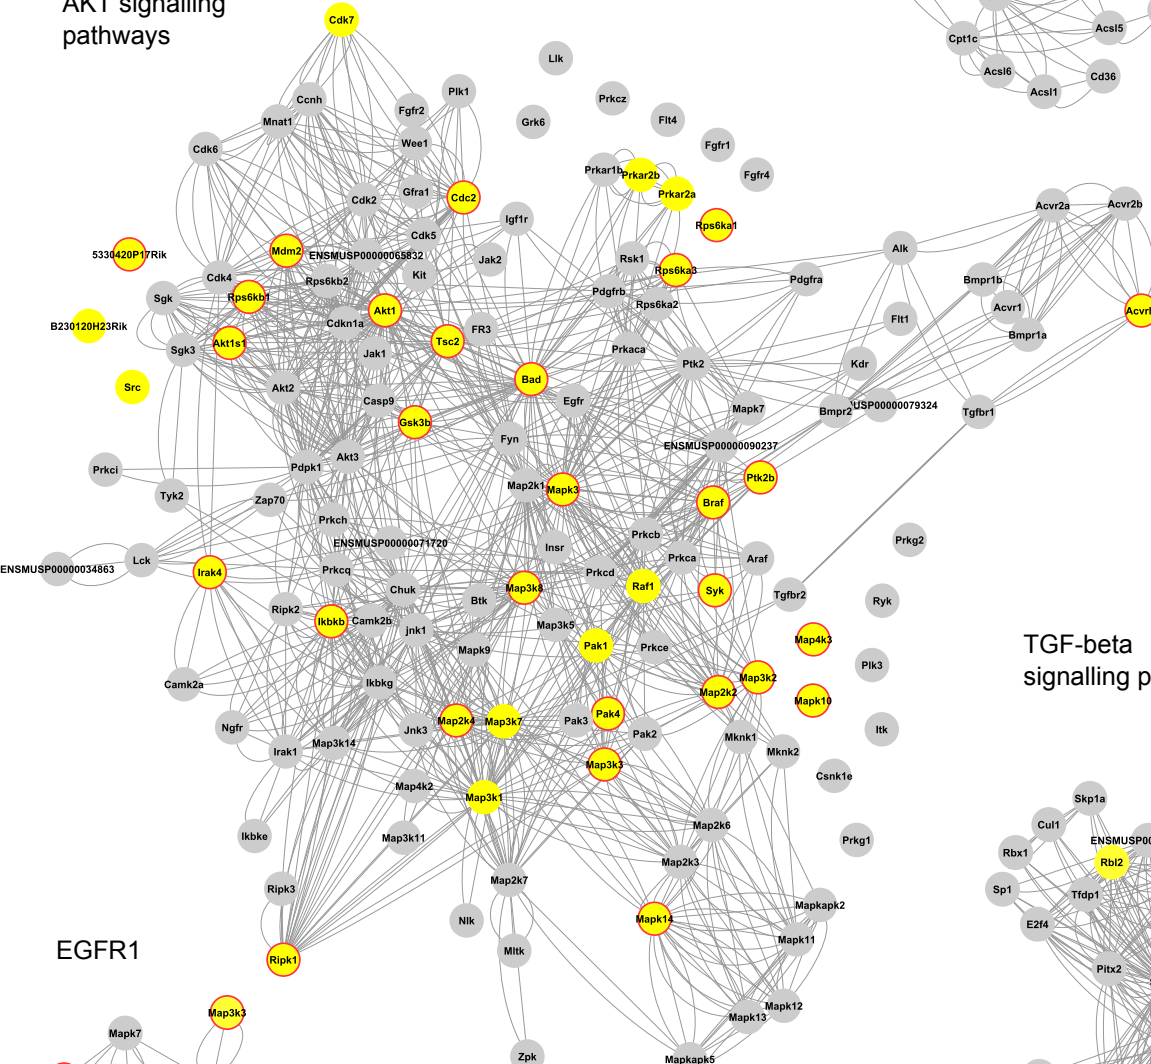 AKT signalling
pathways
Cdk7
Cpt1c
Acsl5
Acsl6
Cd36
Acsl1
Llk
Plk1
Prkcz
Ccnh
Fgfr2
Mnat1
Grk6
Flt4
Wee1
Fgfr1
Cdk6
Prkar1b
Prkar2b
Fgfr4
Prkar2a
Gfra1
Cdc2
Cdk2
Acvr2a
Acvr2b
Igf1r
Rps6ka1
Cdk5
5330420P17Rik
Mdm2
ENSMUSP00000065832
Jak2
Rsk1
Alk
Rps6ka3
Kit
Cdk4
Rps6kb2
Pdgfra
Bmpr1b
Pdgfrb
Sgk
Rps6kb1
Rps6ka2
Acvr1
Akt1
Acvrl
B230120H23Rik
Cdkn1a
FR3
Flt1
Bmpr1a
Akt1s1
Tsc2
Sgk3
Jak1
Prkaca
Ptk2
Kdr
Src
Akt2
Bad
Casp9
Egfr
Mapk7
Bmpr2
USP00000079324
Tgfbr1
Gsk3b
Fyn
ENSMUSP00000090237
Akt3
Prkci
Pdpk1
Ptk2b
Map2k1
Mapk3
Tyk2
Zap70
Braf
Prkch
Prkcb
ENSMUSP00000071720
Insr
Prkg2
Lck
Prkca
Araf
ENSMUSP00000034863
Irak4
Prkcq
Prkcd
Chuk
Map3k8
Raf1
Syk
Tgfbr2
Btk
Ryk
Ripk2
Ikbkb
Camk2b
jnk1
Map3k5
Map4k3
Mapk9
Pak1
Prkce
TGF-beta
signalling p
Plk3
Camk2a
Ikbkg
Map3k2
Map2k2
Mapk10
Ngfr
Map2k4
Map3k7
Pak3
Pak4
Itk
Jnk3
Pak2
Mknk1
Irak1
Map3k14
Mknk2
Map3k3
Csnk1e
Map4k2
Map3k1
Skp1a
Ikbke
Map3k11
Map2k6
Cul1
Prkg1
ENSMUSP00
Rbx1
Rbl2
Map2k3
Map2k7
Ripk3
Sp1
Tfdp1
Mapkapk2
Nlk
Mapk14
E2f4
EGFR1
Mltk
Mapk11
Ripk1
Pitx2
Map3k3
Mapk12
Mapk13
Mapk7
Zpk
Mapkapk5